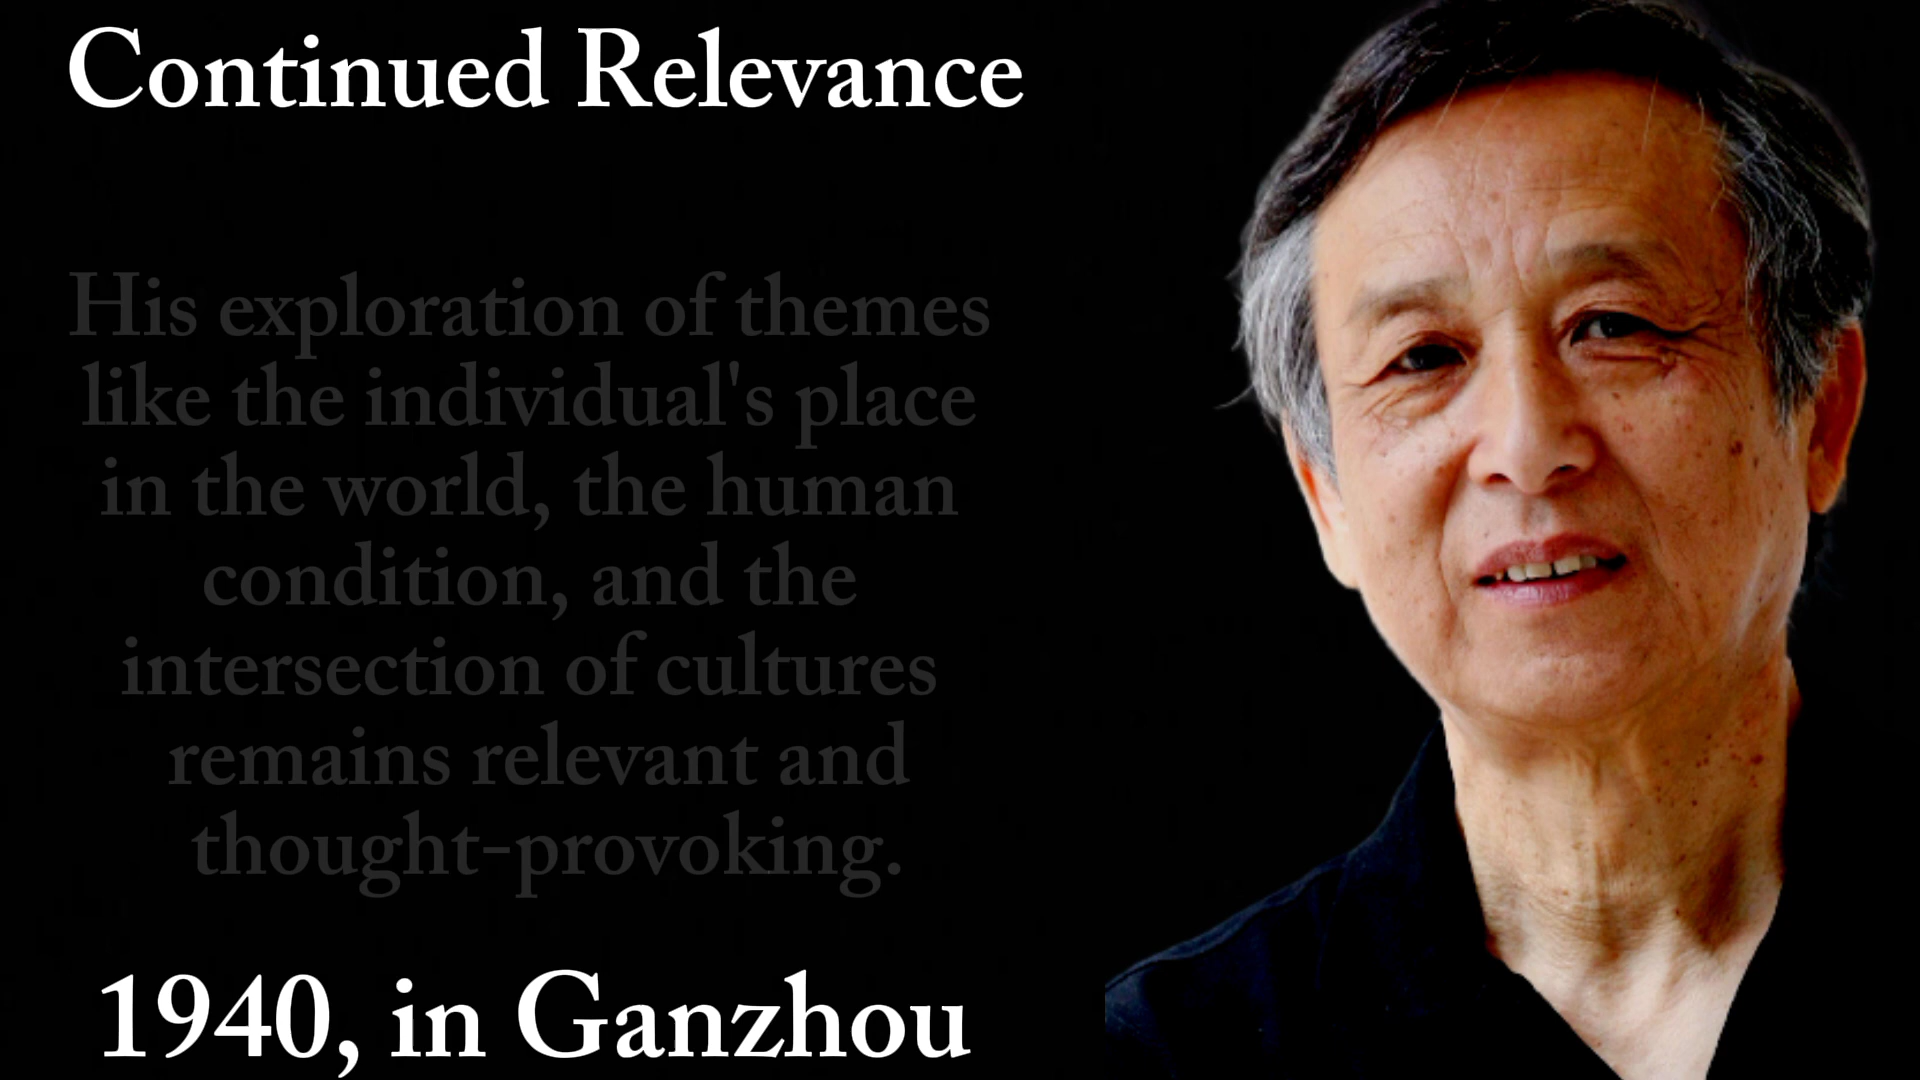 Continued Relevance
His exploration of themes
like the individual's place
in the world, the human
condition, and the
intersection of cultures
remains relevant and
thought-provoking.
1940, in Ganzhou